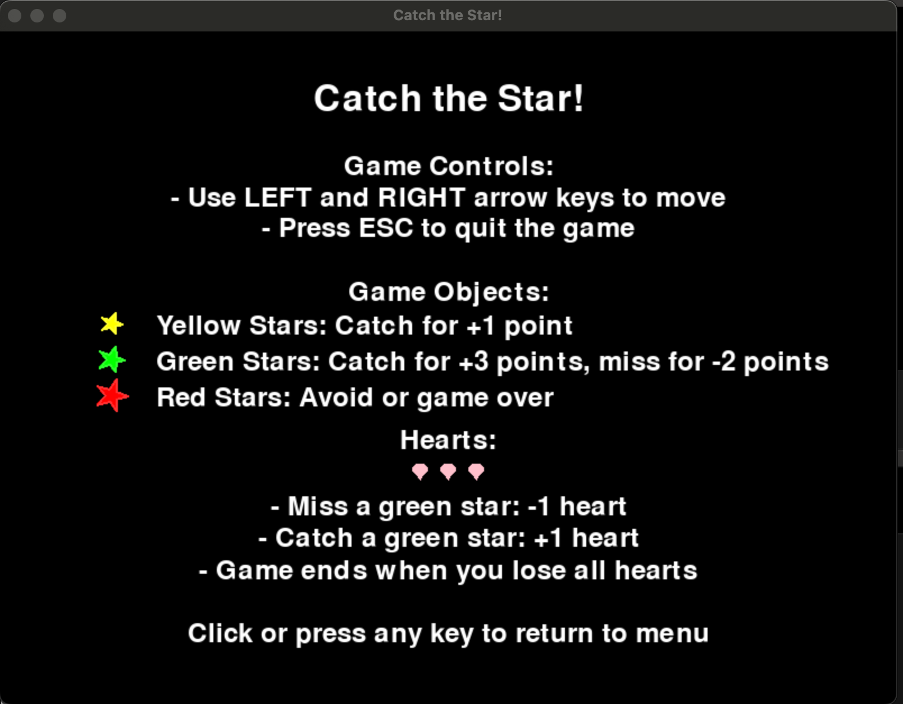 Catch the Star!
Catch the Star!
Game Controls:
- Use LEFT and RIGHT arrow keys to move
- Press ESC to quit the game
Game Objects:
Yellow Stars: Catch for +1 point
Green Stars: Catch for +3 points, miss for -2 points
Red Stars: Avoid or game over
Hearts:
- Miss a green star: -1 heart
- Catch a green star: +1 heart
- Game ends when you lose all hearts
Click or press any key to return to menu